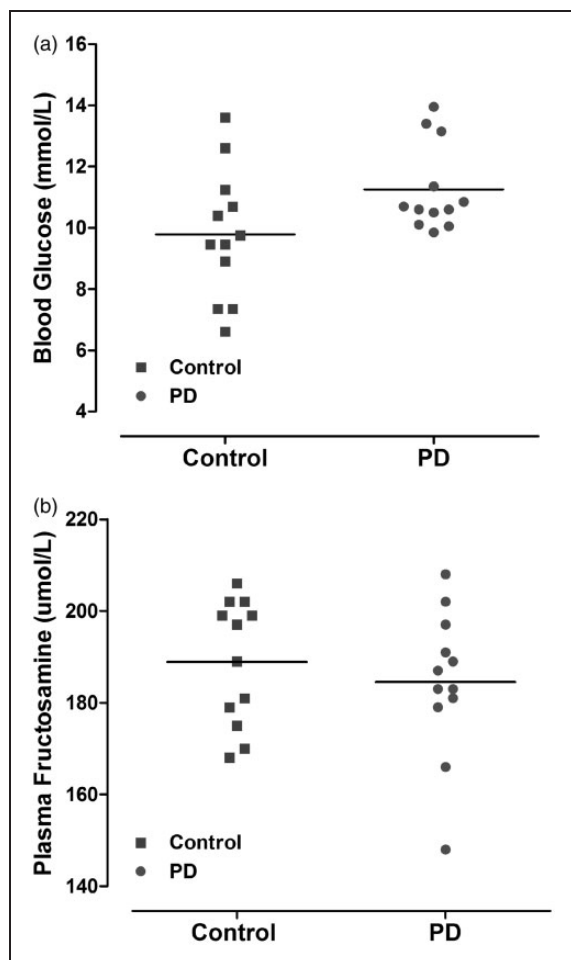 (a)
16
14
12
10
8
6
4
Blood Glucose (mmol/L)
Control
PD
Control PD
(b)
220
200
180
160
140
Plasma Fructosamine (umol/L)
Control
PD
Control PD